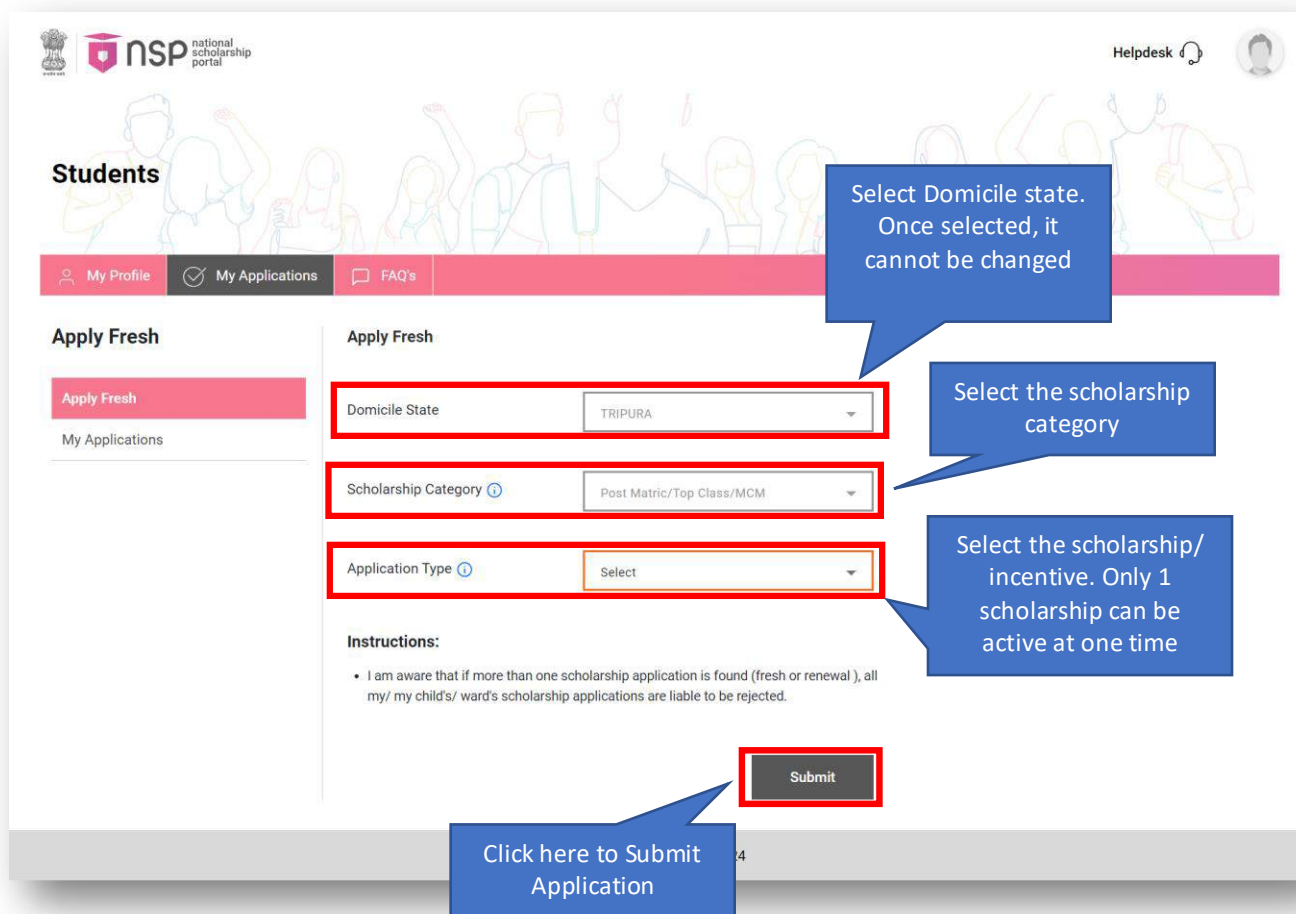 nsp national
scholarship
portal
Helpdesk
Students
Select Domicile state.
Once selected, it
cannot be changed
My Profile
My Applications
FAQ's
Apply Fresh
Apply Fresh
My Applications
Apply Fresh
Domicile State
TRIPURA
Select the scholarship
category
Scholarship Category
Post Matric/Top Class/MCM
Application Type
Select
Select the scholarship/
incentive. Only 1
scholarship can be
active at one time
Instructions:
• I am aware that if more than one scholarship application is found (fresh or renewal ), all
my/ my child's/ ward's scholarship applications are liable to be rejected.
Submit
Click here to Submit
Application